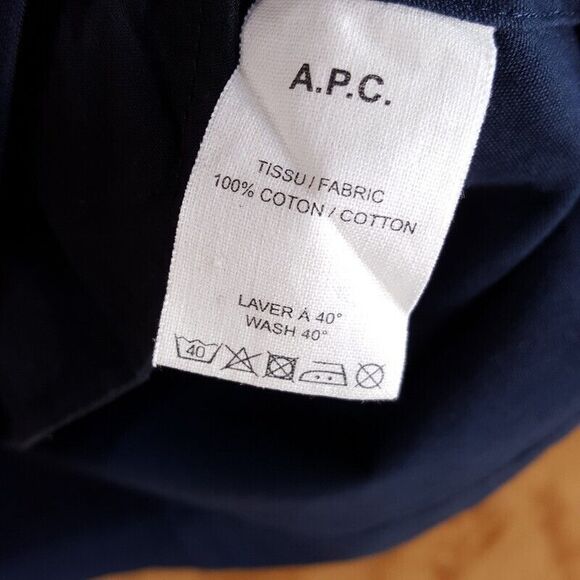 A.P.C.
TISSU / FABRIC
100% COTON / COTTON
LAVER À 40°
WASH 40°
40